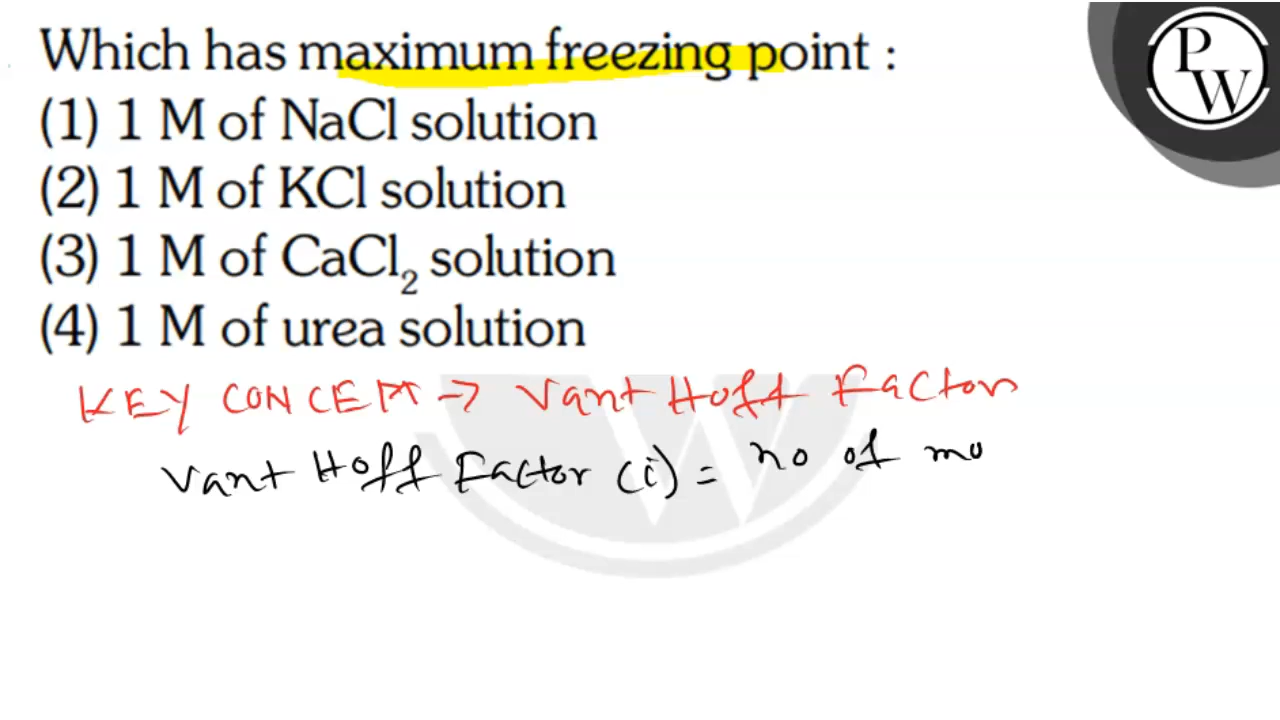 Which has maximum freezing point :
(1) 1 M of NaCl solution
(2) 1 M of KCl solution
(3) 1 M of CaCl₂ solution
(4) 1 M of urea solution
KEY CONCEPT → Vant Hoff Factor
Vant Hoff Factor (i) = no of mo
P
W